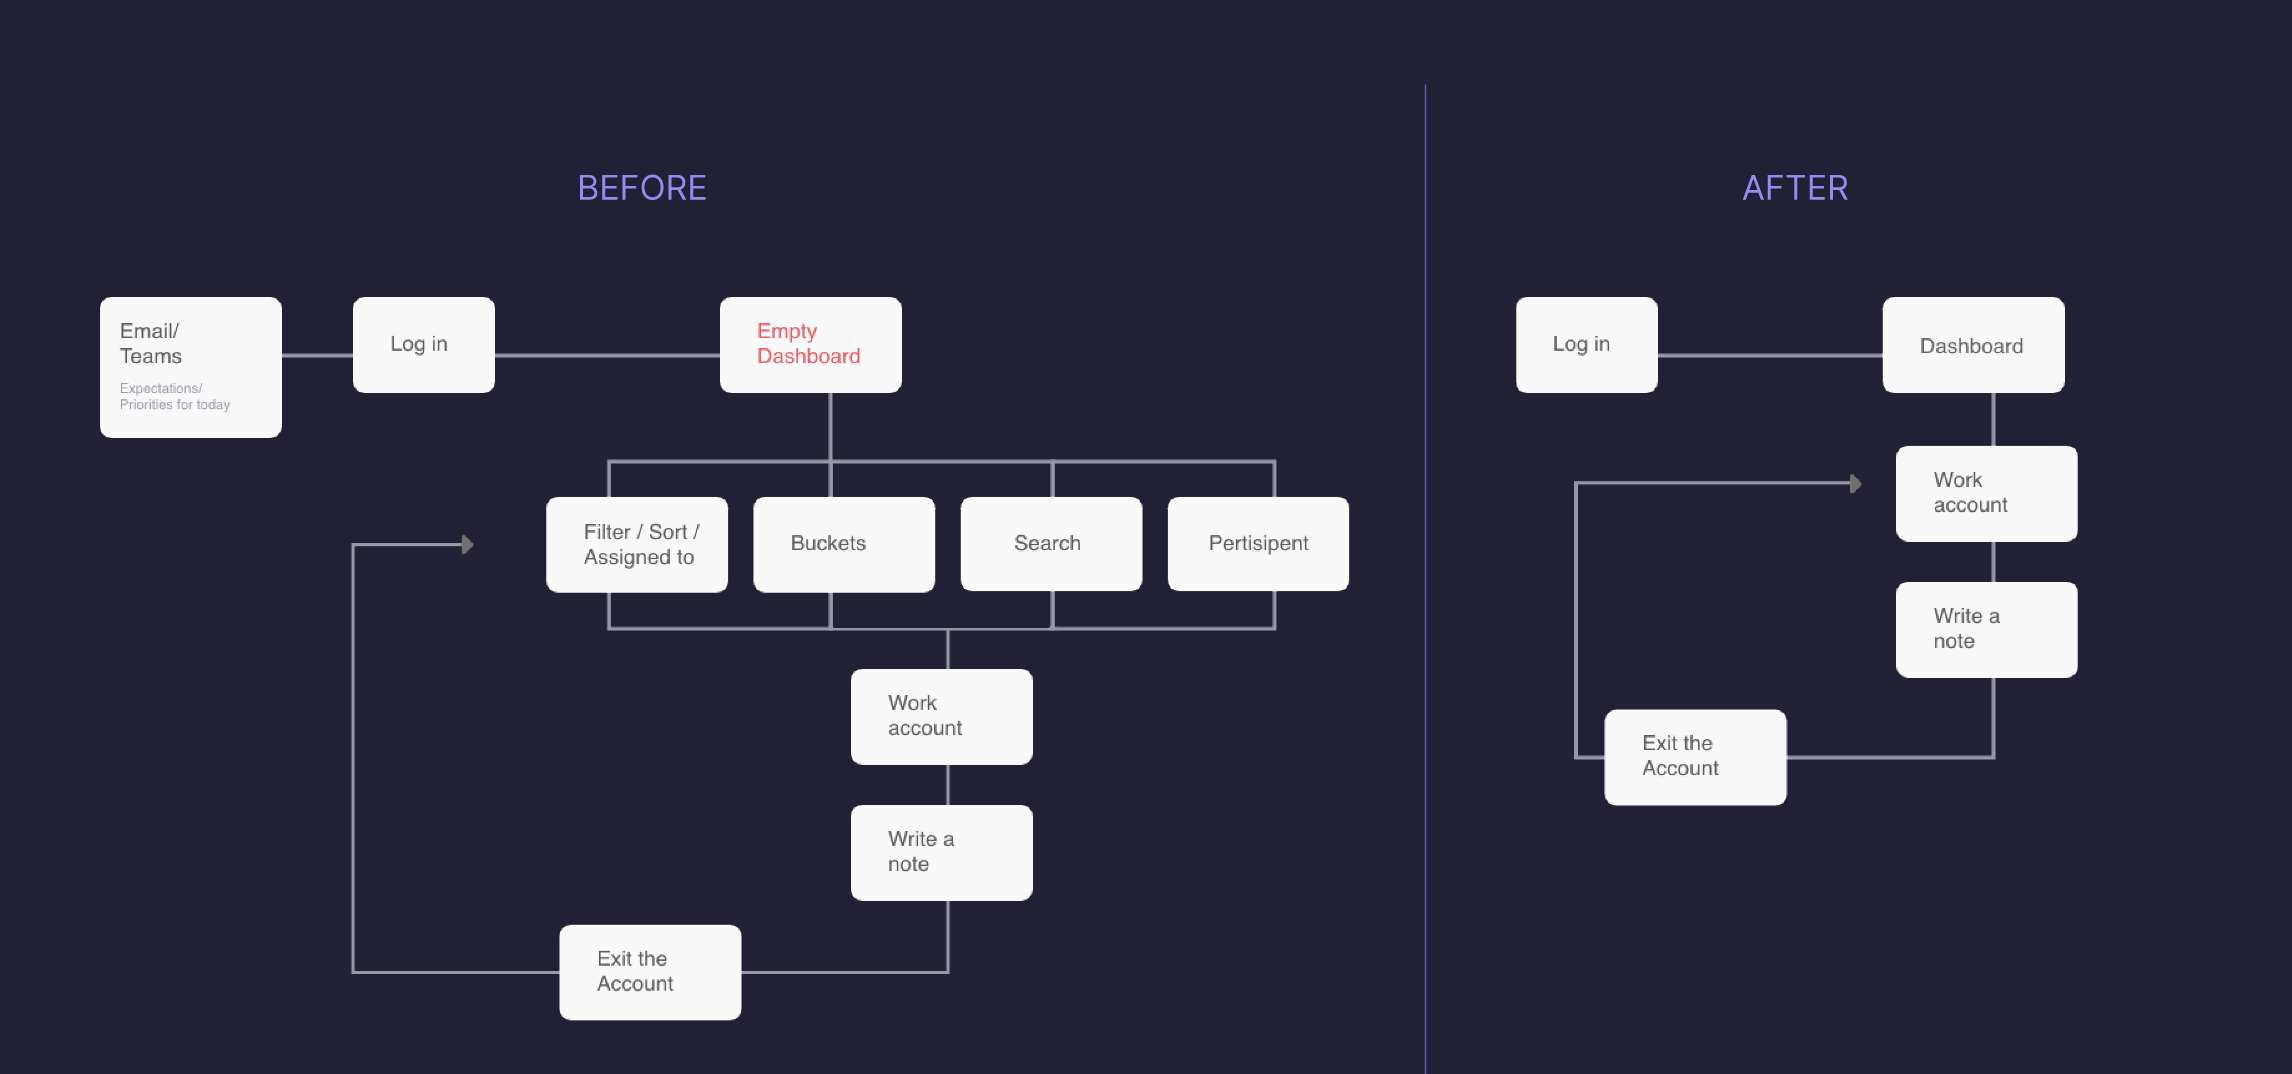 BEFORE
Email/
Teams
Expectations/
Priorities for today
Log in
Empty
Dashboard
Filter / Sort /
Assigned to
Buckets
Search
Pertisipent
Work
account
Write a
note
Exit the
Account
AFTER
Log in
Dashboard
Work
account
Write a
note
Exit the
Account